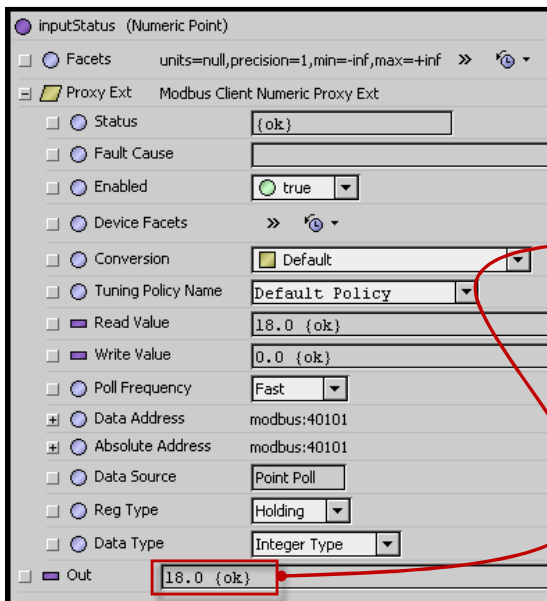 inputStatus (Numeric Point)
Facets units=null,precision=1,min=-inf,max=+inf »
Proxy Ext Modbus Client Numeric Proxy Ext
Status {ok}
Fault Cause
Enabled true
Device Facets »
Conversion Default
Tuning Policy Name Default Policy
Read Value 18.0 {ok}
Write Value 0.0 {ok}
Poll Frequency Fast
Data Address modbus:40101
Absolute Address modbus:40101
Data Source Point Poll
Reg Type Holding
Data Type Integer Type
Out 18.0 {ok}